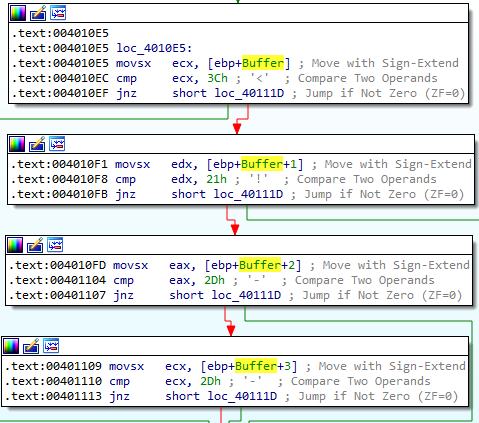 .text:004010E5
.text:004010E5 loc_4010E5:
.text:004010E5 movsx   ecx, [ebp+Buffer] ; Move with Sign-Extend
.text:004010EC cmp     ecx, 3Ch ; '<'  ; Compare Two Operands
.text:004010EF jnz     short loc_40111D ; Jump if Not Zero (ZF=0)
.text:004010F1 movsx   edx, [ebp+Buffer+1] ; Move with Sign-Extend
.text:004010F8 cmp     edx, 21h ; '!'  ; Compare Two Operands
.text:004010FB jnz     short loc_40111D ; Jump if Not Zero (ZF=0)
.text:004010FD movsx   eax, [ebp+Buffer+2] ; Move with Sign-Extend
.text:00401104 cmp     eax, 2Dh ; '-'  ; Compare Two Operands
.text:00401107 jnz     short loc_40111D ; Jump if Not Zero (ZF=0)
.text:00401109 movsx   ecx, [ebp+Buffer+3] ; Move with Sign-Extend
.text:00401110 cmp     ecx, 2Dh ; '-'  ; Compare Two Operands
.text:00401113 jnz     short loc_40111D ; Jump if Not Zero (ZF=0)